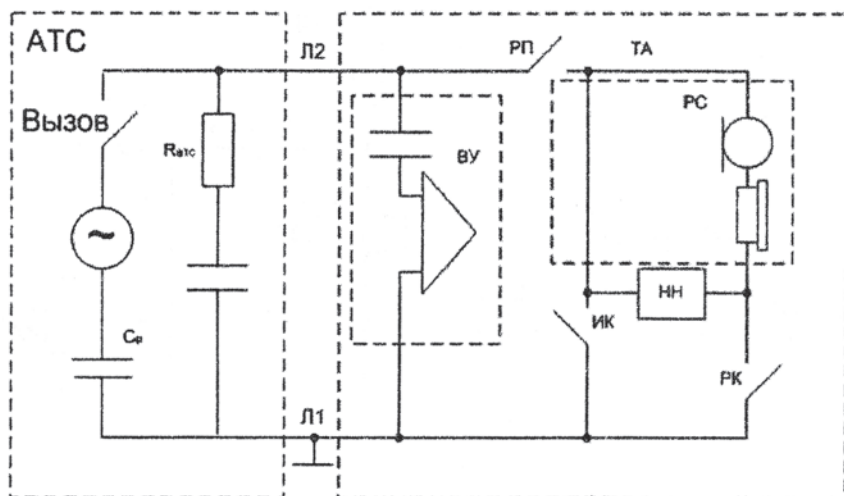 АТС
Л2
РП
ТА
РС
Вызов
Rатс
ВУ
~
НН
ИК
Ср
РК
Л1